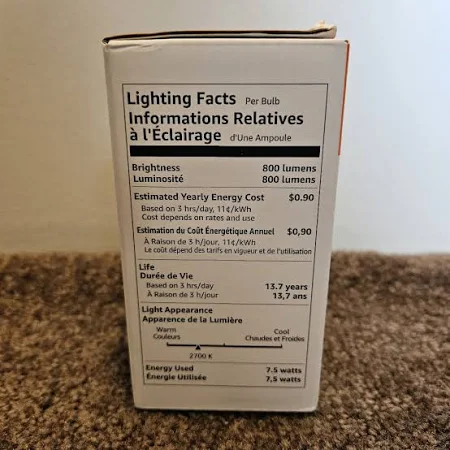 Lighting Facts Per Bulb
Informations Relatives
à l'Éclairage d'Une Ampoule
Brightness 800 lumens
Luminosité 800 lumens
Estimated Yearly Energy Cost $0.90
Based on 3 hrs/day, 11¢/kWh
Cost depends on rates and use
Estimation du Coût Énergétique Annuel $0,90
À Raison de 3 h/jour, 11¢/kWh
Le coût dépend des tarifs en vigueur et de l'utilisation
Life
Durée de Vie
Based on 3 hrs/day 13.7 years
À Raison de 3 h/jour 13,7 ans
Light Appearance
Apparence de la Lumière
Warm Cool
Couleurs Chaudes et Froides
2700 K
Energy Used 7.5 watts
Énergie Utilisée 7,5 watts